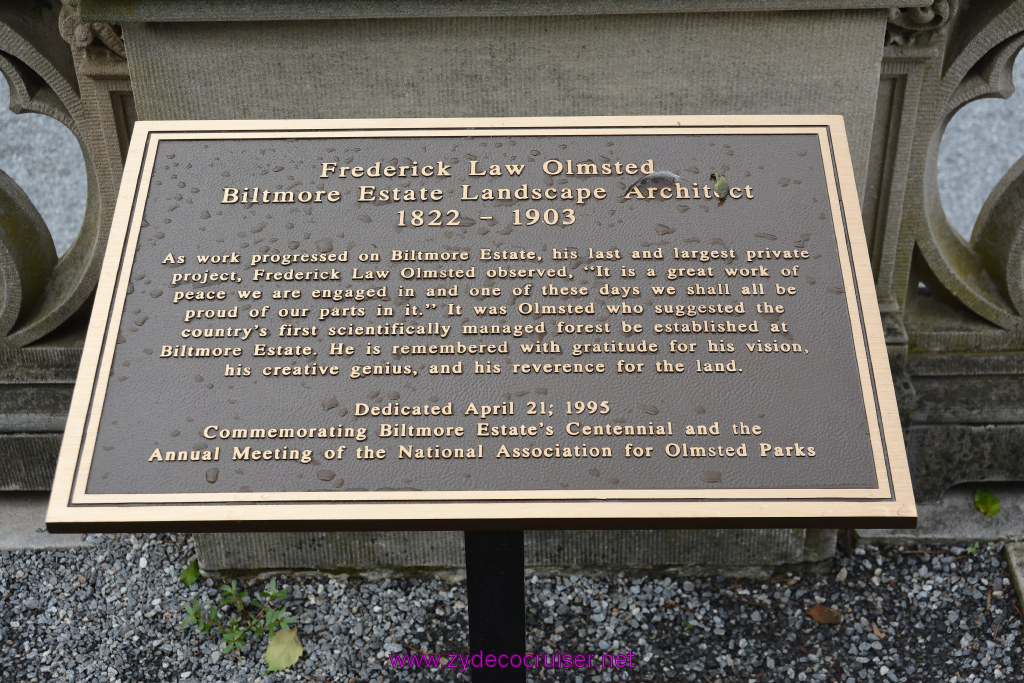 Frederick Law Olmsted
Biltmore Estate Landscape Architect
1822 – 1903
As work progressed on Biltmore Estate, his last and largest private
project, Frederick Law Olmsted observed, “It is a great work of
peace we are engaged in and one of these days we shall all be
proud of our parts in it.” It was Olmsted who suggested the
country's first scientifically managed forest be established at
Biltmore Estate. He is remembered with gratitude for his vision,
his creative genius, and his reverence for the land.
Dedicated April 21, 1995
Commemorating Biltmore Estate's Centennial and the
Annual Meeting of the National Association for Olmsted Parks
www.zydecocruiser.net